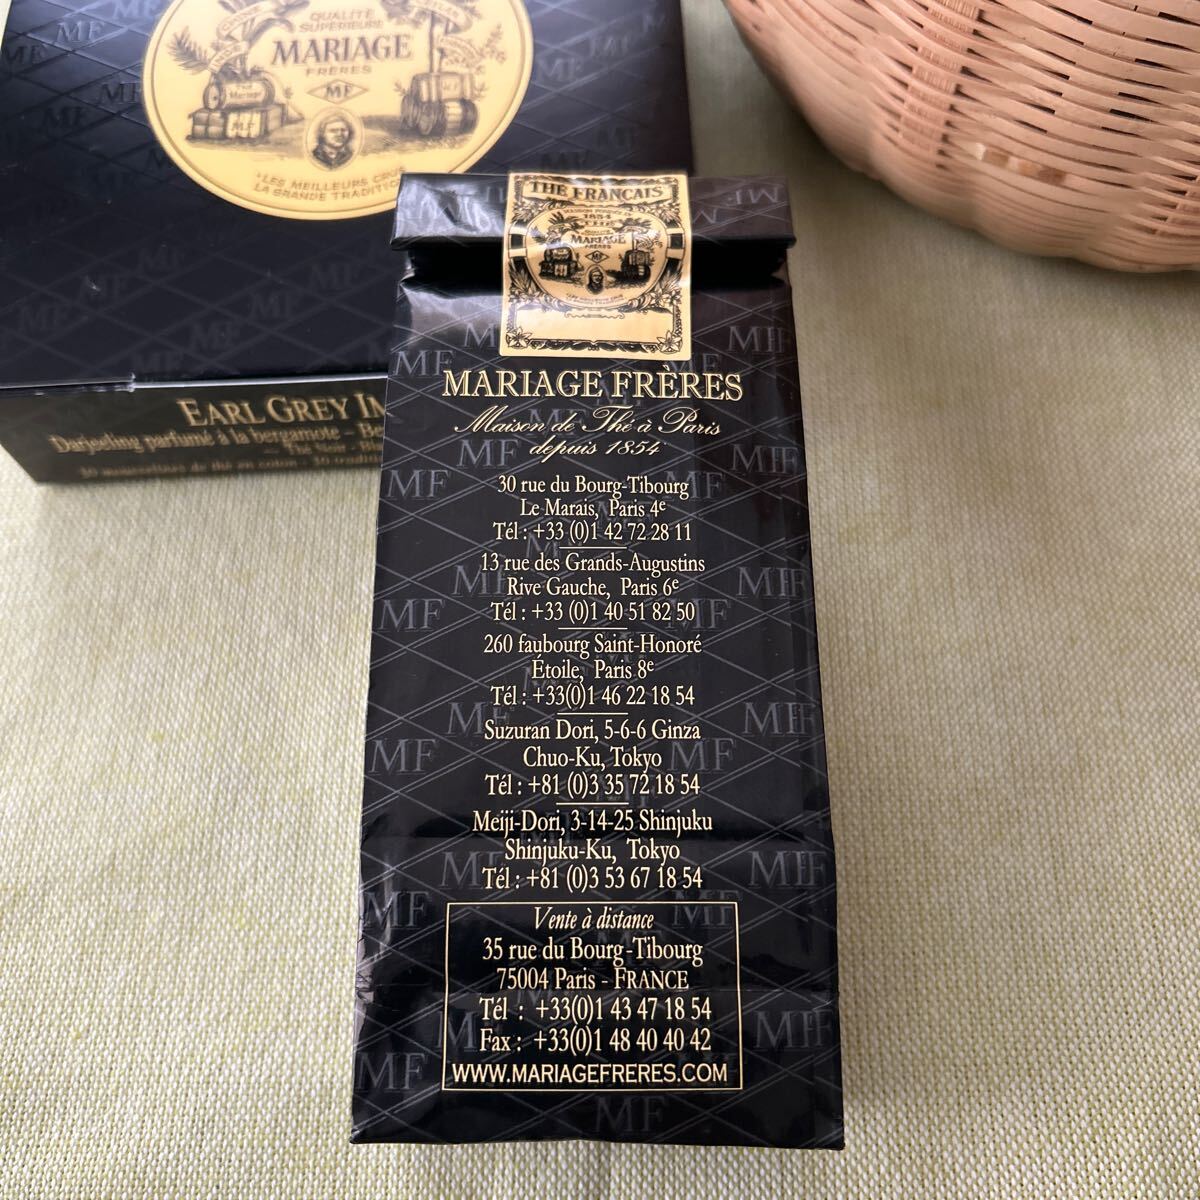 QUALITÉ
SUPÉRIEURE
MARIAGE
FRÈRES
MF
LES MEILLEURS CRUS
LA GRANDE TRADITION
EARL GREY IM
Darjeeling parfumé à la bergamote
THÉ FRANÇAIS
1854
THÉ
QUALITÉ
MARIAGE
FRÈRES
MF
MARIAGE FRÈRES
Maison de Thé à Paris
depuis 1854
30 rue du Bourg-Tibourg
Le Marais, Paris 4e
Tél : +33 (0)1 42 72 28 11
13 rue des Grands-Augustins
Rive Gauche, Paris 6e
Tél : +33 (0)1 40 51 82 50
260 faubourg Saint-Honoré
Étoile, Paris 8e
Tél : +33(0)1 46 22 18 54
Suzuran Dori, 5-6-6 Ginza
Chuo-Ku, Tokyo
Tél : +81 (0)3 35 72 18 54
Meiji-Dori, 3-14-25 Shinjuku
Shinjuku-Ku, Tokyo
Tél : +81 (0)3 53 67 18 54
Vente à distance
35 rue du Bourg-Tibourg
75004 Paris - FRANCE
Tél : +33(0)1 43 47 18 54
Fax : +33(0)1 48 40 40 42
WWW.MARIAGEFRERES.COM